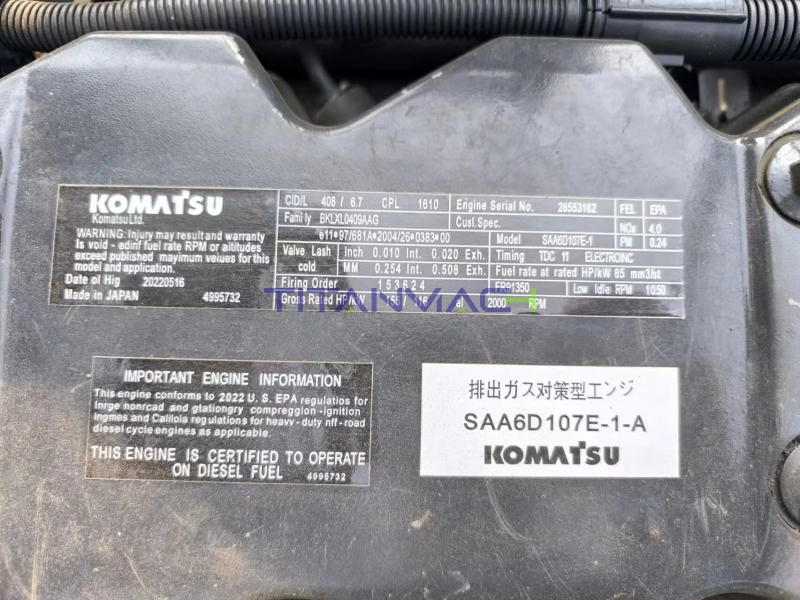 KOMATSU
Komatsu Ltd.
WARNING: Injury may result and warranty
Is void - edinf fuel rate RPM or aititudes
exceed published mayimum veiues for this
engine model.
Date of Hig 20220516
Made in JAPAN 4995732
CID/L 408 / 6.7 CPL 1610
Engine Serial No. 26553162
FEL EPA
Family BKLXL0409AAG
Cusl.Spec.
NOx 4.0
e11*97/681A*2004/26*0383*00
Model SAA6D107E-1
PM 0.24
Valve Lash Inch 0.010 Int. 0.020 Exh.
Timing TDC 11 ELECTROINC
cold MM 0.254 Int. 0.508 Exh.
Fuel rate at rated HP/kW 85 mm3/st
Firing Order 153624
FR91350
Low Idle RPM 1050
Gross Rated HP/kW 2000 RPM
TITANMACH
IMPORTANT ENGINE INFORMATION
This engine conforms to 2022 U.S. EPA regulatios for
lnrge nonrcad and gtationgry compreggion-ignition
lngmes and Calliola regulations for heavy-duty nff-road
diesel cycle engines as applicable.
THIS ENGINE IS CERTIFIED TO OPERATE
ON DIESEL FUEL 4995732
排出ガス対策型エンジ
SAA6D107E-1-A
KOMATSU